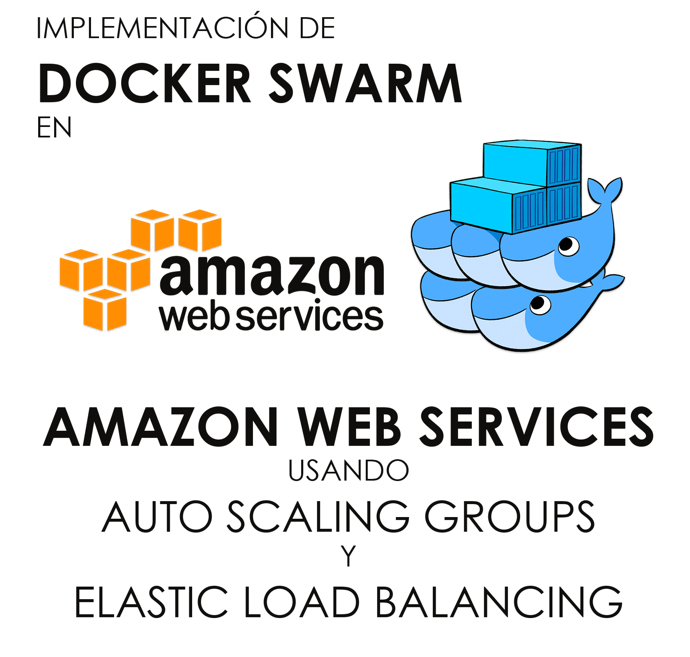 IMPLEMENTACIÓN DE
DOCKER SWARM
EN
amazon
web services
AMAZON WEB SERVICES
USANDO
AUTO SCALING GROUPS
Y
ELASTIC LOAD BALANCING